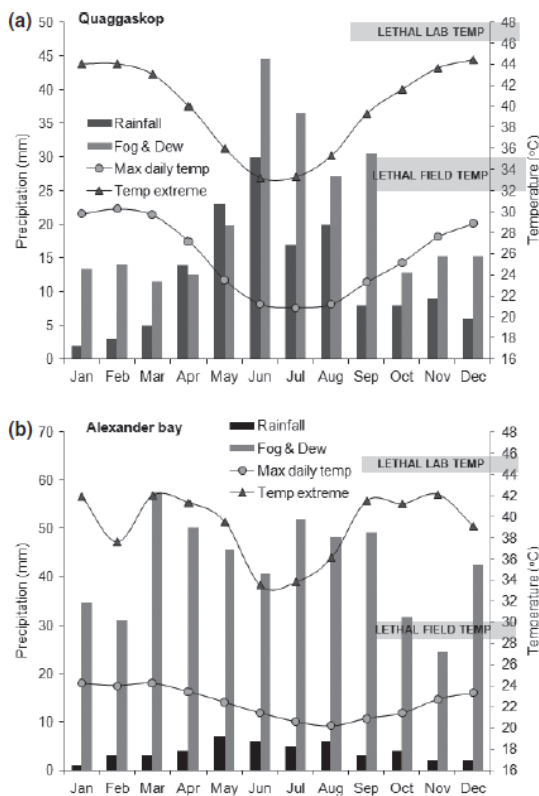 (a)
Quaggaskop
LETHAL LAB TEMP
Rainfall
Fog & Dew
Max daily temp
Temp extreme
LETHAL FIELD TEMP
Precipitation (mm)
50
45
40
35
30
25
20
15
10
5
0
Temperature (ºC)
48
46
44
42
40
38
36
34
32
30
28
26
24
22
20
18
16
Jan Feb Mar Apr May Jun Jul Aug Sep Oct Nov Dec
(b)
Alexander bay
Rainfall
Fog & Dew
Max daily temp
Temp extreme
LETHAL LAB TEMP
LETHAL FIELD TEMP
Precipitation (mm)
70
60
50
40
30
20
10
0
Temperature (ºC)
48
46
44
42
40
38
36
34
32
30
28
26
24
22
20
18
16
Jan Feb Mar Apr May Jun Jul Aug Sep Oct Nov Dec